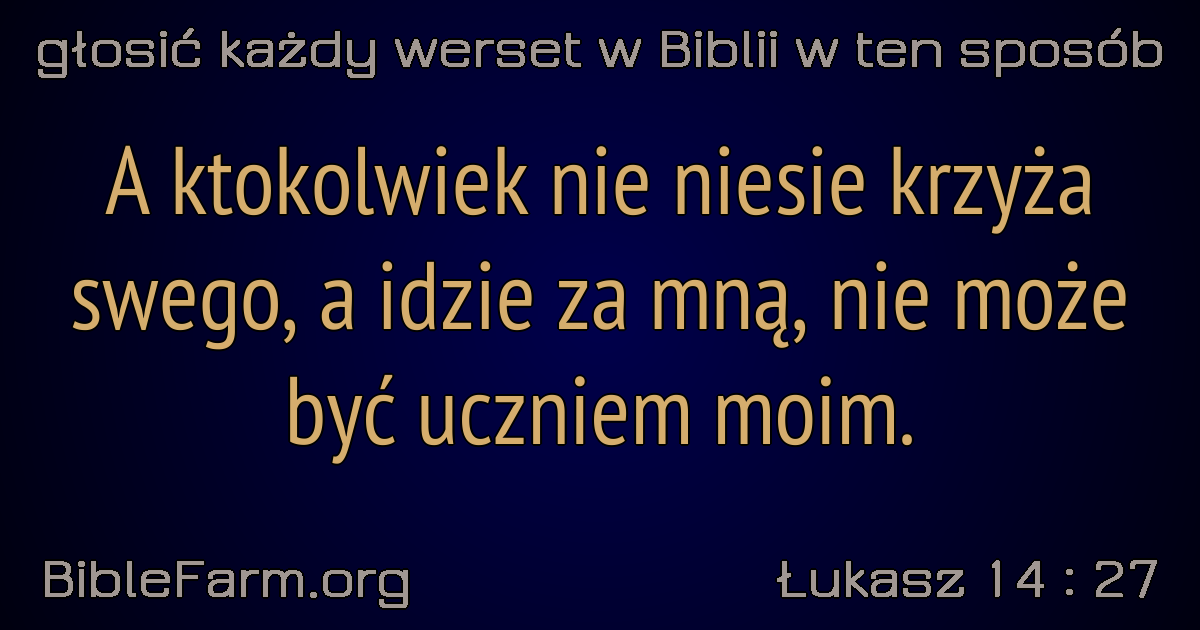 głosić każdy werset w Biblii w ten sposób
A ktokolwiek nie niesie krzyża
swego, a idzie za mną, nie może
być uczniem moim.
BibleFarm.org
Łukasz 14 : 27